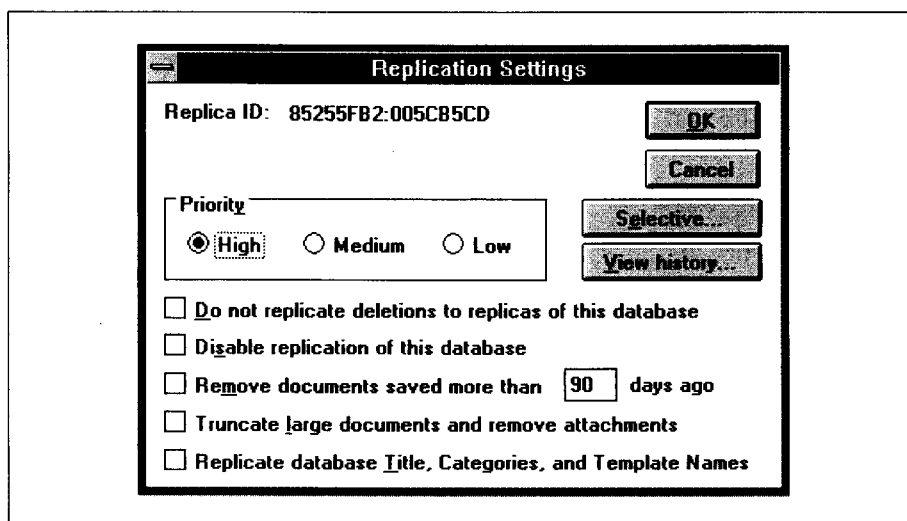 Replication Settings
Replica ID: 85255FB2:005CB5CD
OK
Cancel
Priority
High Medium Low
Selective...
View history...
Do not replicate deletions to replicas of this database
Disable replication of this database
Remove documents saved more than 90 days ago
Truncate large documents and remove attachments
Replicate database Title, Categories, and Template Names